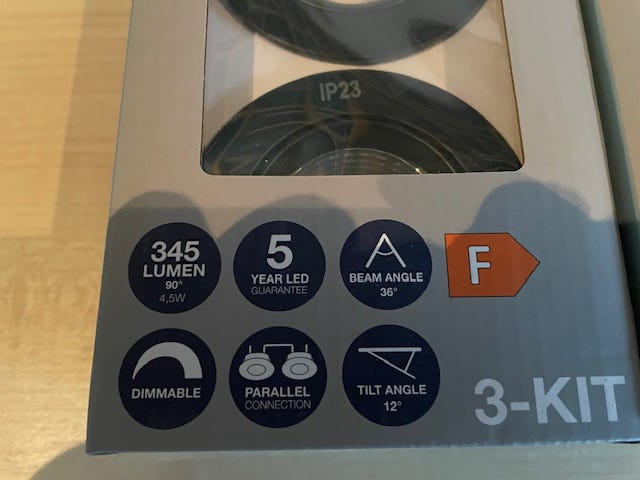 IP23
345
LUMEN
90°
4,5W
5
YEAR LED
GUARANTEE
BEAM ANGLE
36°
F
DIMMABLE
PARALLEL
CONNECTION
TILT ANGLE
12°
3-KIT